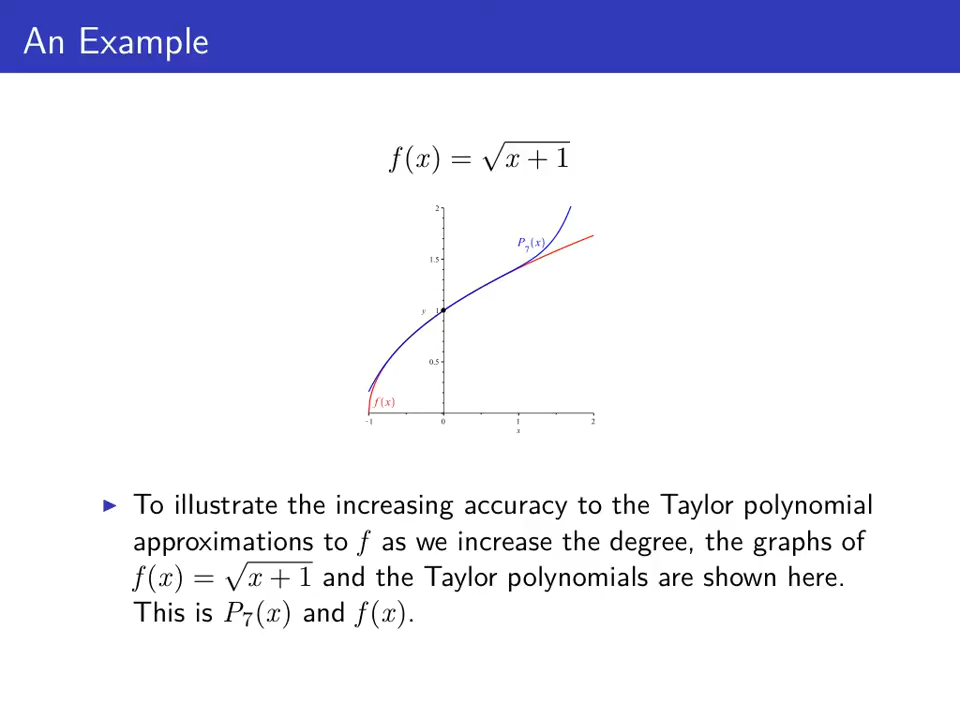 An Example
f(x) = √x + 1
2
P₇(x)
1.5
y 1
0.5
f(x)
-1 0 1 2
x
► To illustrate the increasing accuracy to the Taylor polynomial
approximations to f as we increase the degree, the graphs of
f(x) = √x + 1 and the Taylor polynomials are shown here.
This is P₇(x) and f(x).